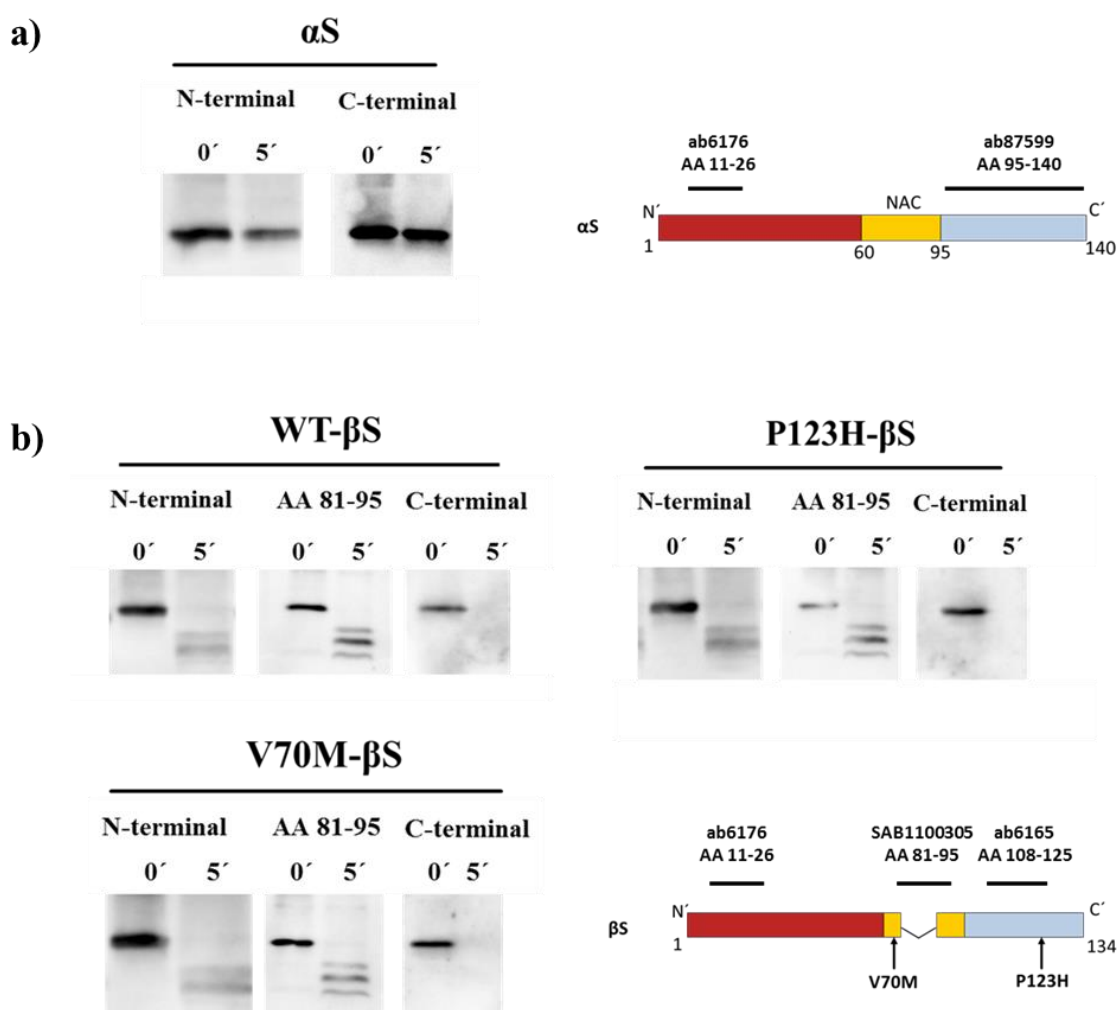 a)
αS
N-terminal C-terminal
0´ 5´ 0´ 5´
ab6176
AA 11-26
ab87599
AA 95-140
NAC
N´ C´
αS
1 60 95 140
b)
WT-βS
N-terminal AA 81-95 C-terminal
0´ 5´ 0´ 5´ 0´ 5´
P123H-βS
N-terminal AA 81-95 C-terminal
0´ 5´ 0´ 5´ 0´ 5´
V70M-βS
N-terminal AA 81-95 C-terminal
0´ 5´ 0´ 5´ 0´ 5´
ab6176
AA 11-26
SAB1100305
AA 81-95
ab6165
AA 108-125
N´ C´
βS
1 134
V70M P123H